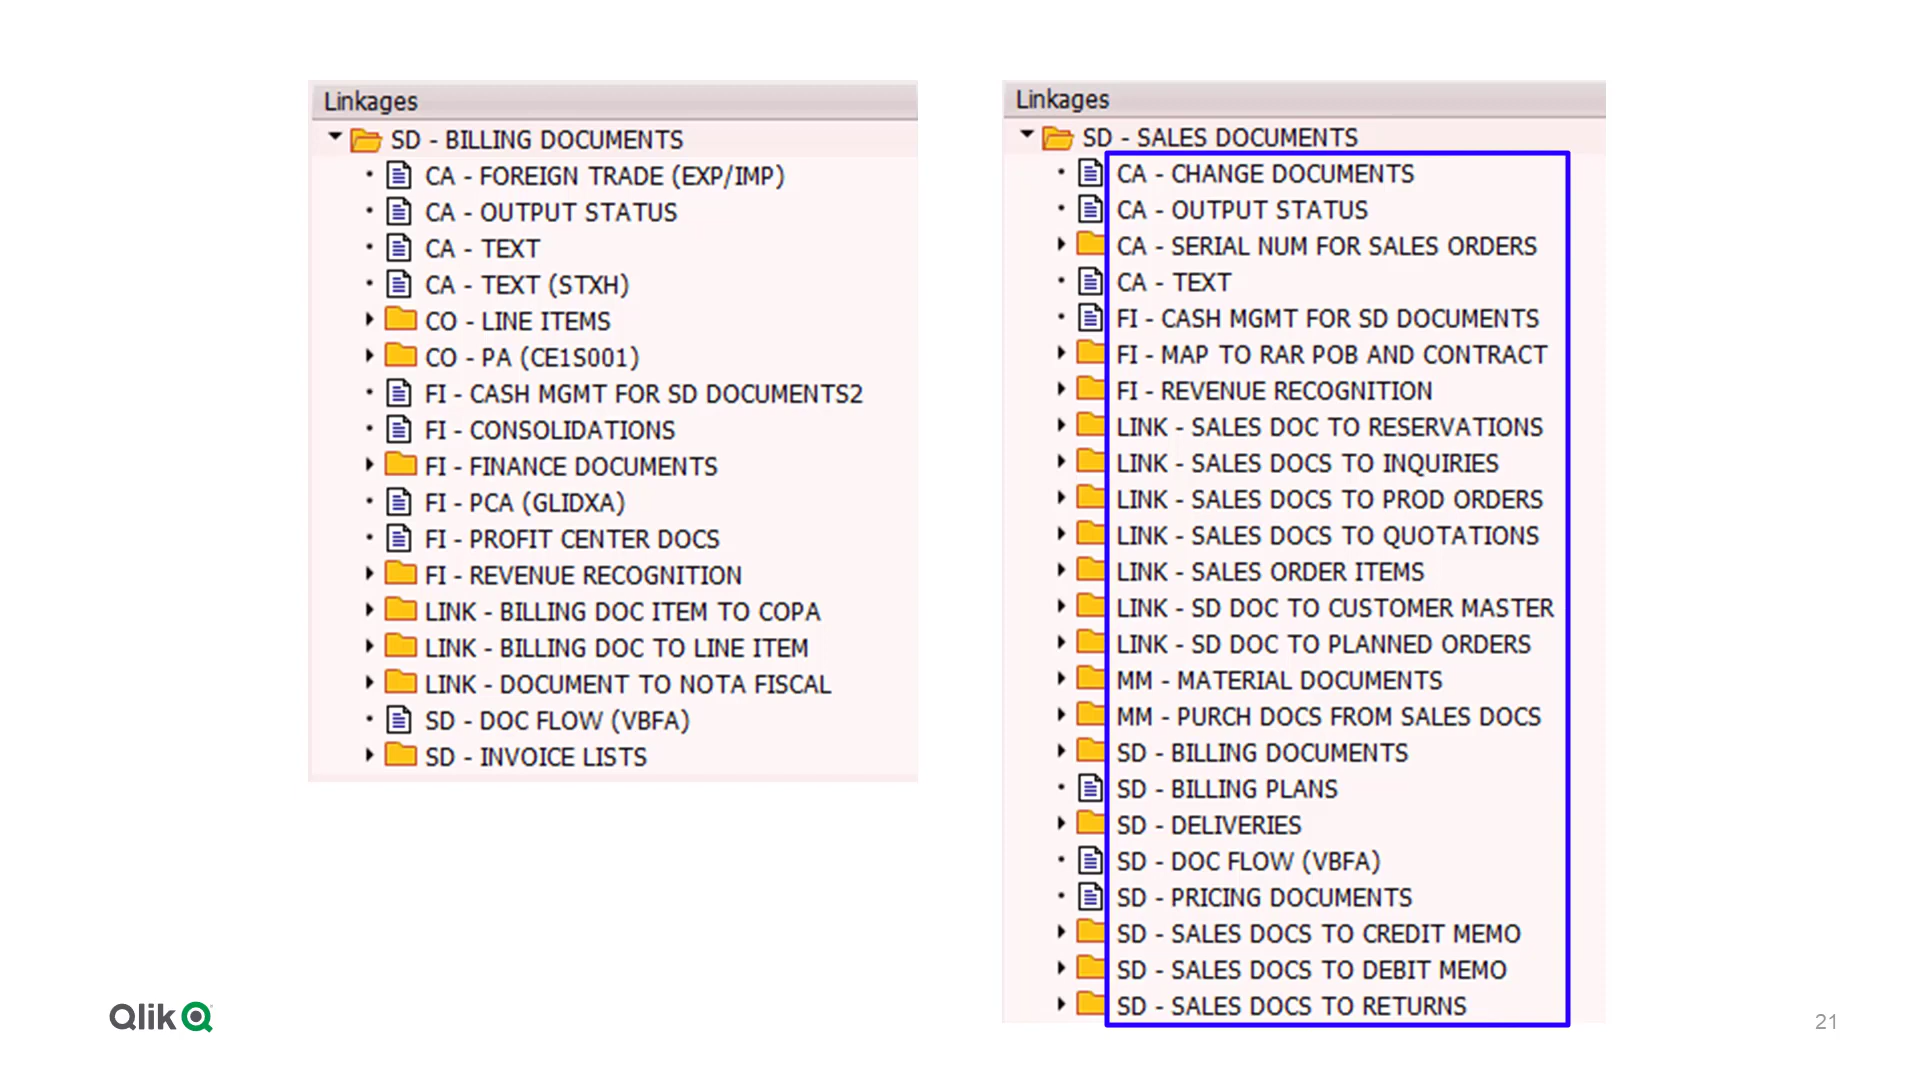 Linkages
SD - BILLING DOCUMENTS
CA - FOREIGN TRADE (EXP/IMP)
CA - OUTPUT STATUS
CA - TEXT
CA - TEXT (STXH)
CO - LINE ITEMS
CO - PA (CE1S001)
FI - CASH MGMT FOR SD DOCUMENTS2
FI - CONSOLIDATIONS
FI - FINANCE DOCUMENTS
FI - PCA (GLIDXA)
FI - PROFIT CENTER DOCS
FI - REVENUE RECOGNITION
LINK - BILLING DOC ITEM TO COPA
LINK - BILLING DOC TO LINE ITEM
LINK - DOCUMENT TO NOTA FISCAL
SD - DOC FLOW (VBFA)
SD - INVOICE LISTS
Linkages
SD - SALES DOCUMENTS
CA - CHANGE DOCUMENTS
CA - OUTPUT STATUS
CA - SERIAL NUM FOR SALES ORDERS
CA - TEXT
FI - CASH MGMT FOR SD DOCUMENTS
FI - MAP TO RAR POB AND CONTRACT
FI - REVENUE RECOGNITION
LINK - SALES DOC TO RESERVATIONS
LINK - SALES DOCS TO INQUIRIES
LINK - SALES DOCS TO PROD ORDERS
LINK - SALES DOCS TO QUOTATIONS
LINK - SALES ORDER ITEMS
LINK - SD DOC TO CUSTOMER MASTER
LINK - SD DOC TO PLANNED ORDERS
MM - MATERIAL DOCUMENTS
MM - PURCH DOCS FROM SALES DOCS
SD - BILLING DOCUMENTS
SD - BILLING PLANS
SD - DELIVERIES
SD - DOC FLOW (VBFA)
SD - PRICING DOCUMENTS
SD - SALES DOCS TO CREDIT MEMO
SD - SALES DOCS TO DEBIT MEMO
SD - SALES DOCS TO RETURNS
Qlik
21